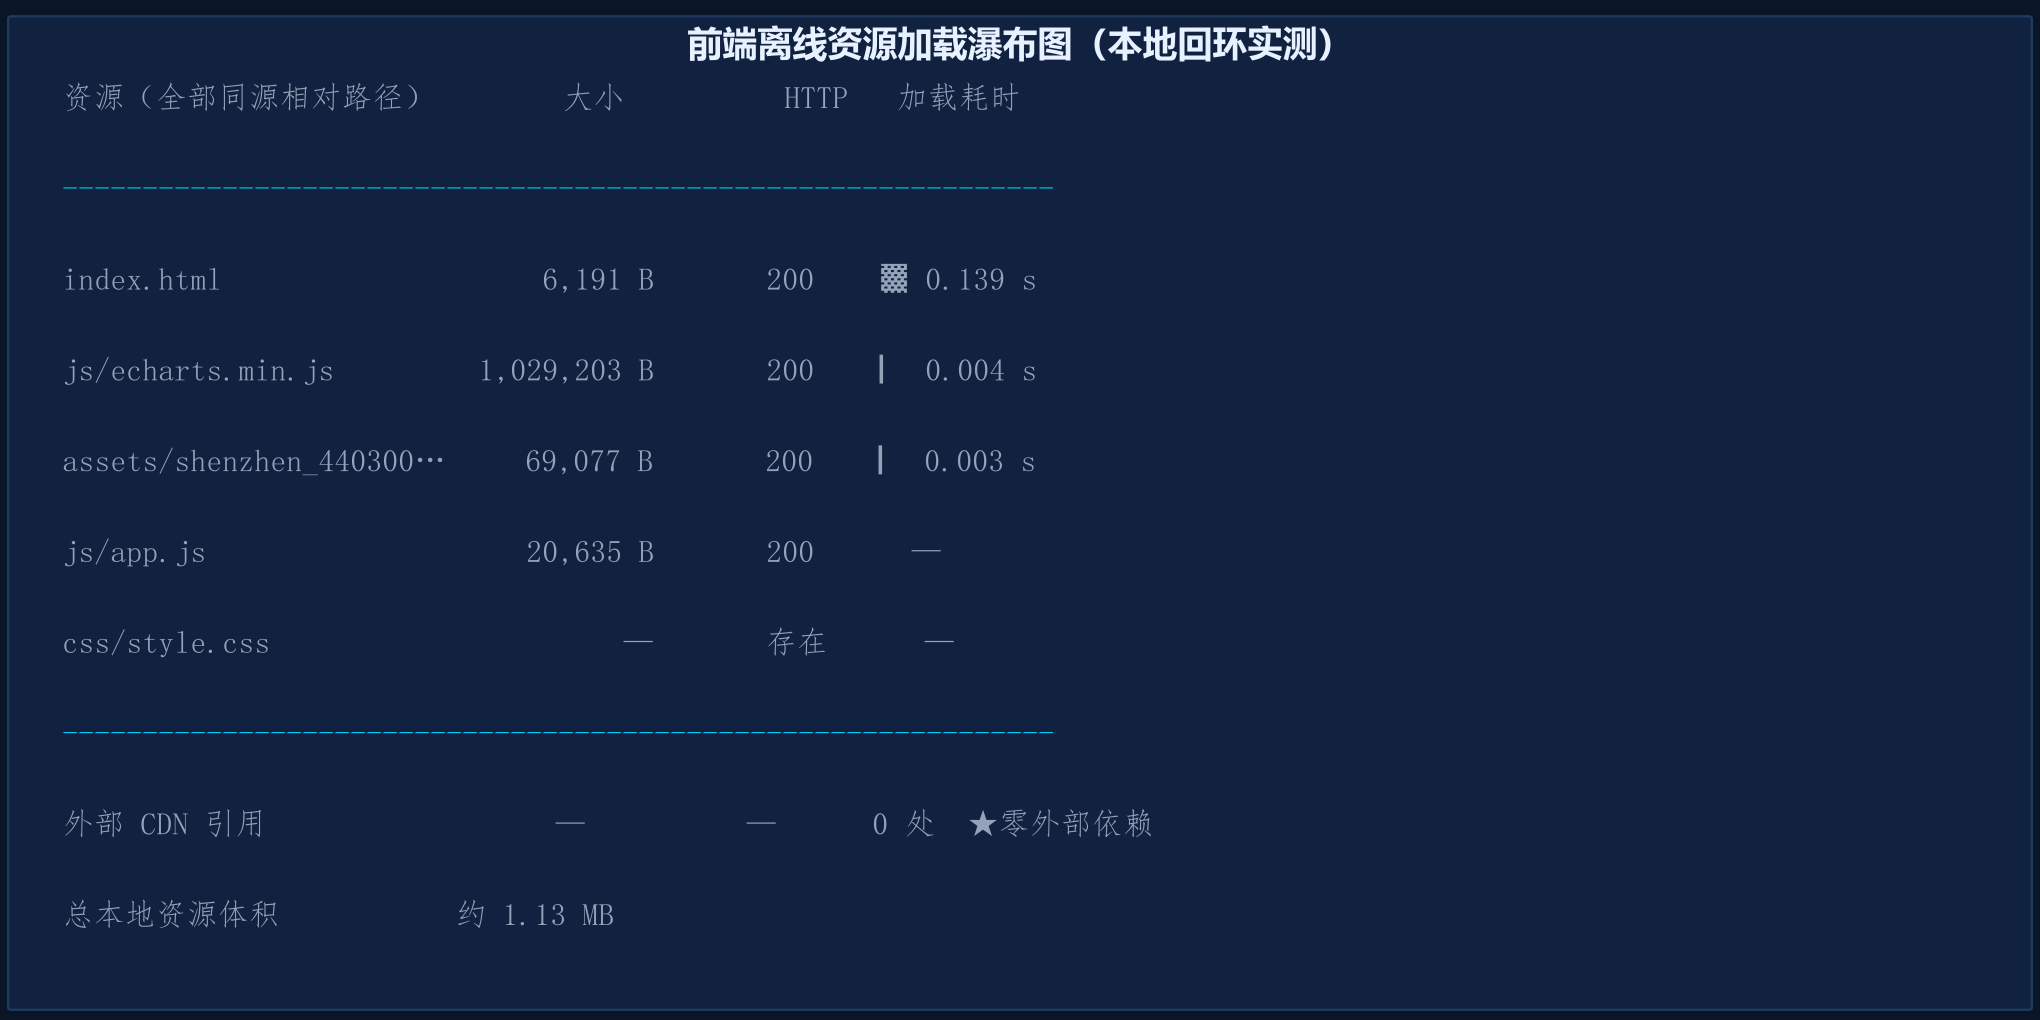 前端离线资源加载瀑布图（本地回环实测）
资源（全部同源相对路径） 大小 HTTP 加载耗时
index.html 6,191 B 200 ▓ 0.139 s
js/echarts.min.js 1,029,203 B 200 ▏ 0.004 s
assets/shenzhen_440300… 69,077 B 200 ▏ 0.003 s
js/app.js 20,635 B 200 —
css/style.css — 存在 —
外部 CDN 引用 — — 0 处 ★零外部依赖
总本地资源体积 约 1.13 MB